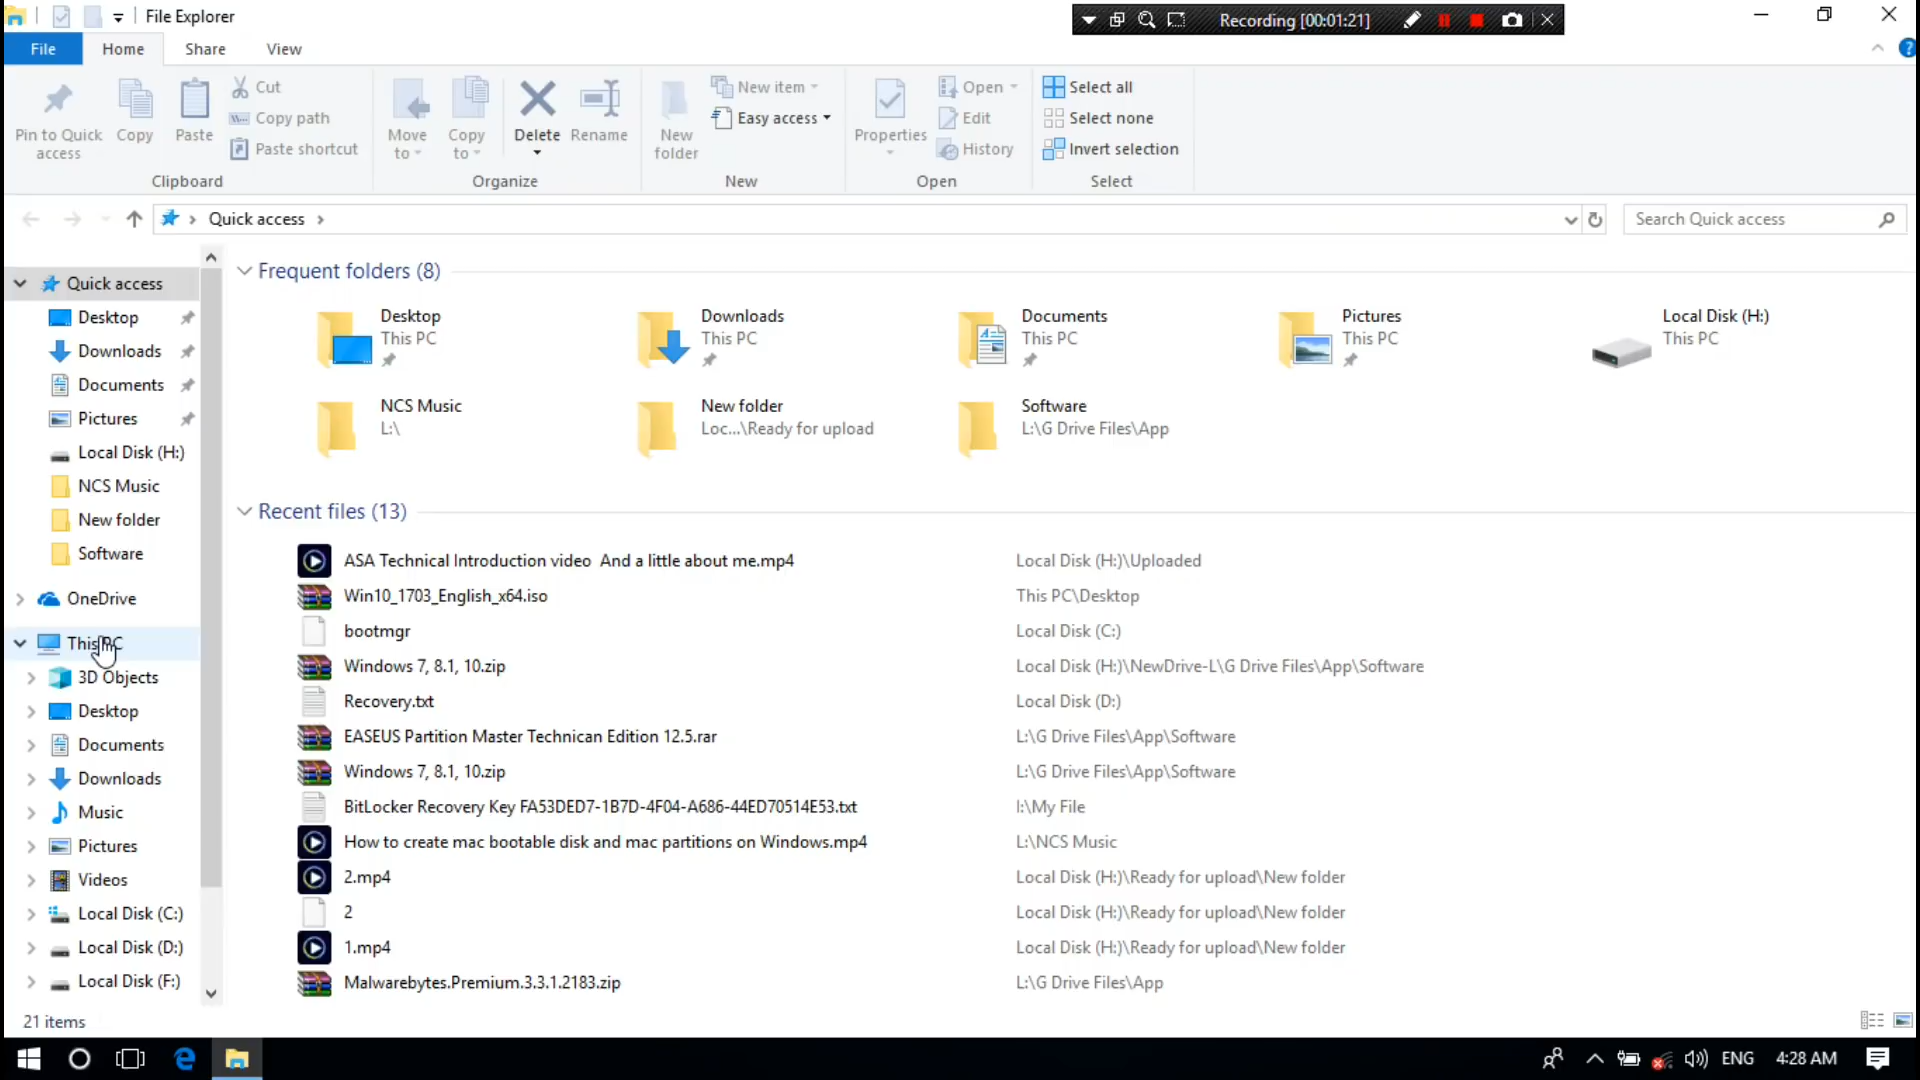 File Explorer
Recording [00:01:21]
File
Home
Share
View
Pin to Quick access
Copy
Paste
Cut
Copy path
Paste shortcut
Move to
Copy to
Delete
Rename
New folder
New item
Easy access
Properties
Open
Edit
History
Select all
Select none
Invert selection
Clipboard
Organize
New
Open
Select
Quick access
Search Quick access
Quick access
Desktop
Downloads
Documents
Pictures
Local Disk (H:)
NCS Music
New folder
Software
OneDrive
This PC
3D Objects
Desktop
Documents
Downloads
Music
Pictures
Videos
Local Disk (C:)
Local Disk (D:)
Local Disk (F:)
Frequent folders (8)
Desktop
This PC
Downloads
This PC
Documents
This PC
Pictures
This PC
Local Disk (H:)
This PC
NCS Music
L:\
New folder
Loc...\Ready for upload
Software
L:\G Drive Files\App
Recent files (13)
ASA Technical Introduction video  And a little about me.mp4 Local Disk (H:)\Uploaded
Win10_1703_English_x64.iso This PC\Desktop
bootmgr Local Disk (C:)
Windows 7, 8.1, 10.zip Local Disk (H:)\NewDrive-L\G Drive Files\App\Software
Recovery.txt Local Disk (D:)
EASEUS Partition Master Technican Edition 12.5.rar L:\G Drive Files\App\Software
Windows 7, 8.1, 10.zip L:\G Drive Files\App\Software
BitLocker Recovery Key FA53DED7-1B7D-4F04-A686-44ED70514E53.txt I:\My File
How to create mac bootable disk and mac partitions on Windows.mp4 L:\NCS Music
2.mp4 Local Disk (H:)\Ready for upload\New folder
2 Local Disk (H:)\Ready for upload\New folder
1.mp4 Local Disk (H:)\Ready for upload\New folder
Malwarebytes.Premium.3.3.1.2183.zip L:\G Drive Files\App
21 items
ENG
4:28 AM